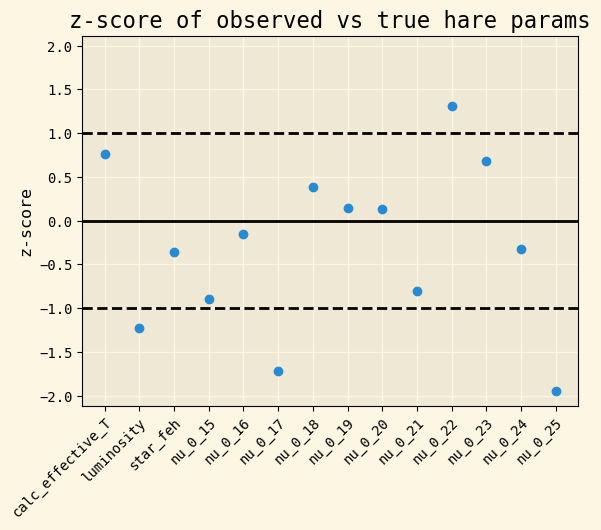 z-score of observed vs true hare params
z-score
2.0
1.5
1.0
0.5
0.0
−0.5
−1.0
−1.5
−2.0
calc_effective_T
luminosity
star_feh
nu_0_15
nu_0_16
nu_0_17
nu_0_18
nu_0_19
nu_0_20
nu_0_21
nu_0_22
nu_0_23
nu_0_24
nu_0_25